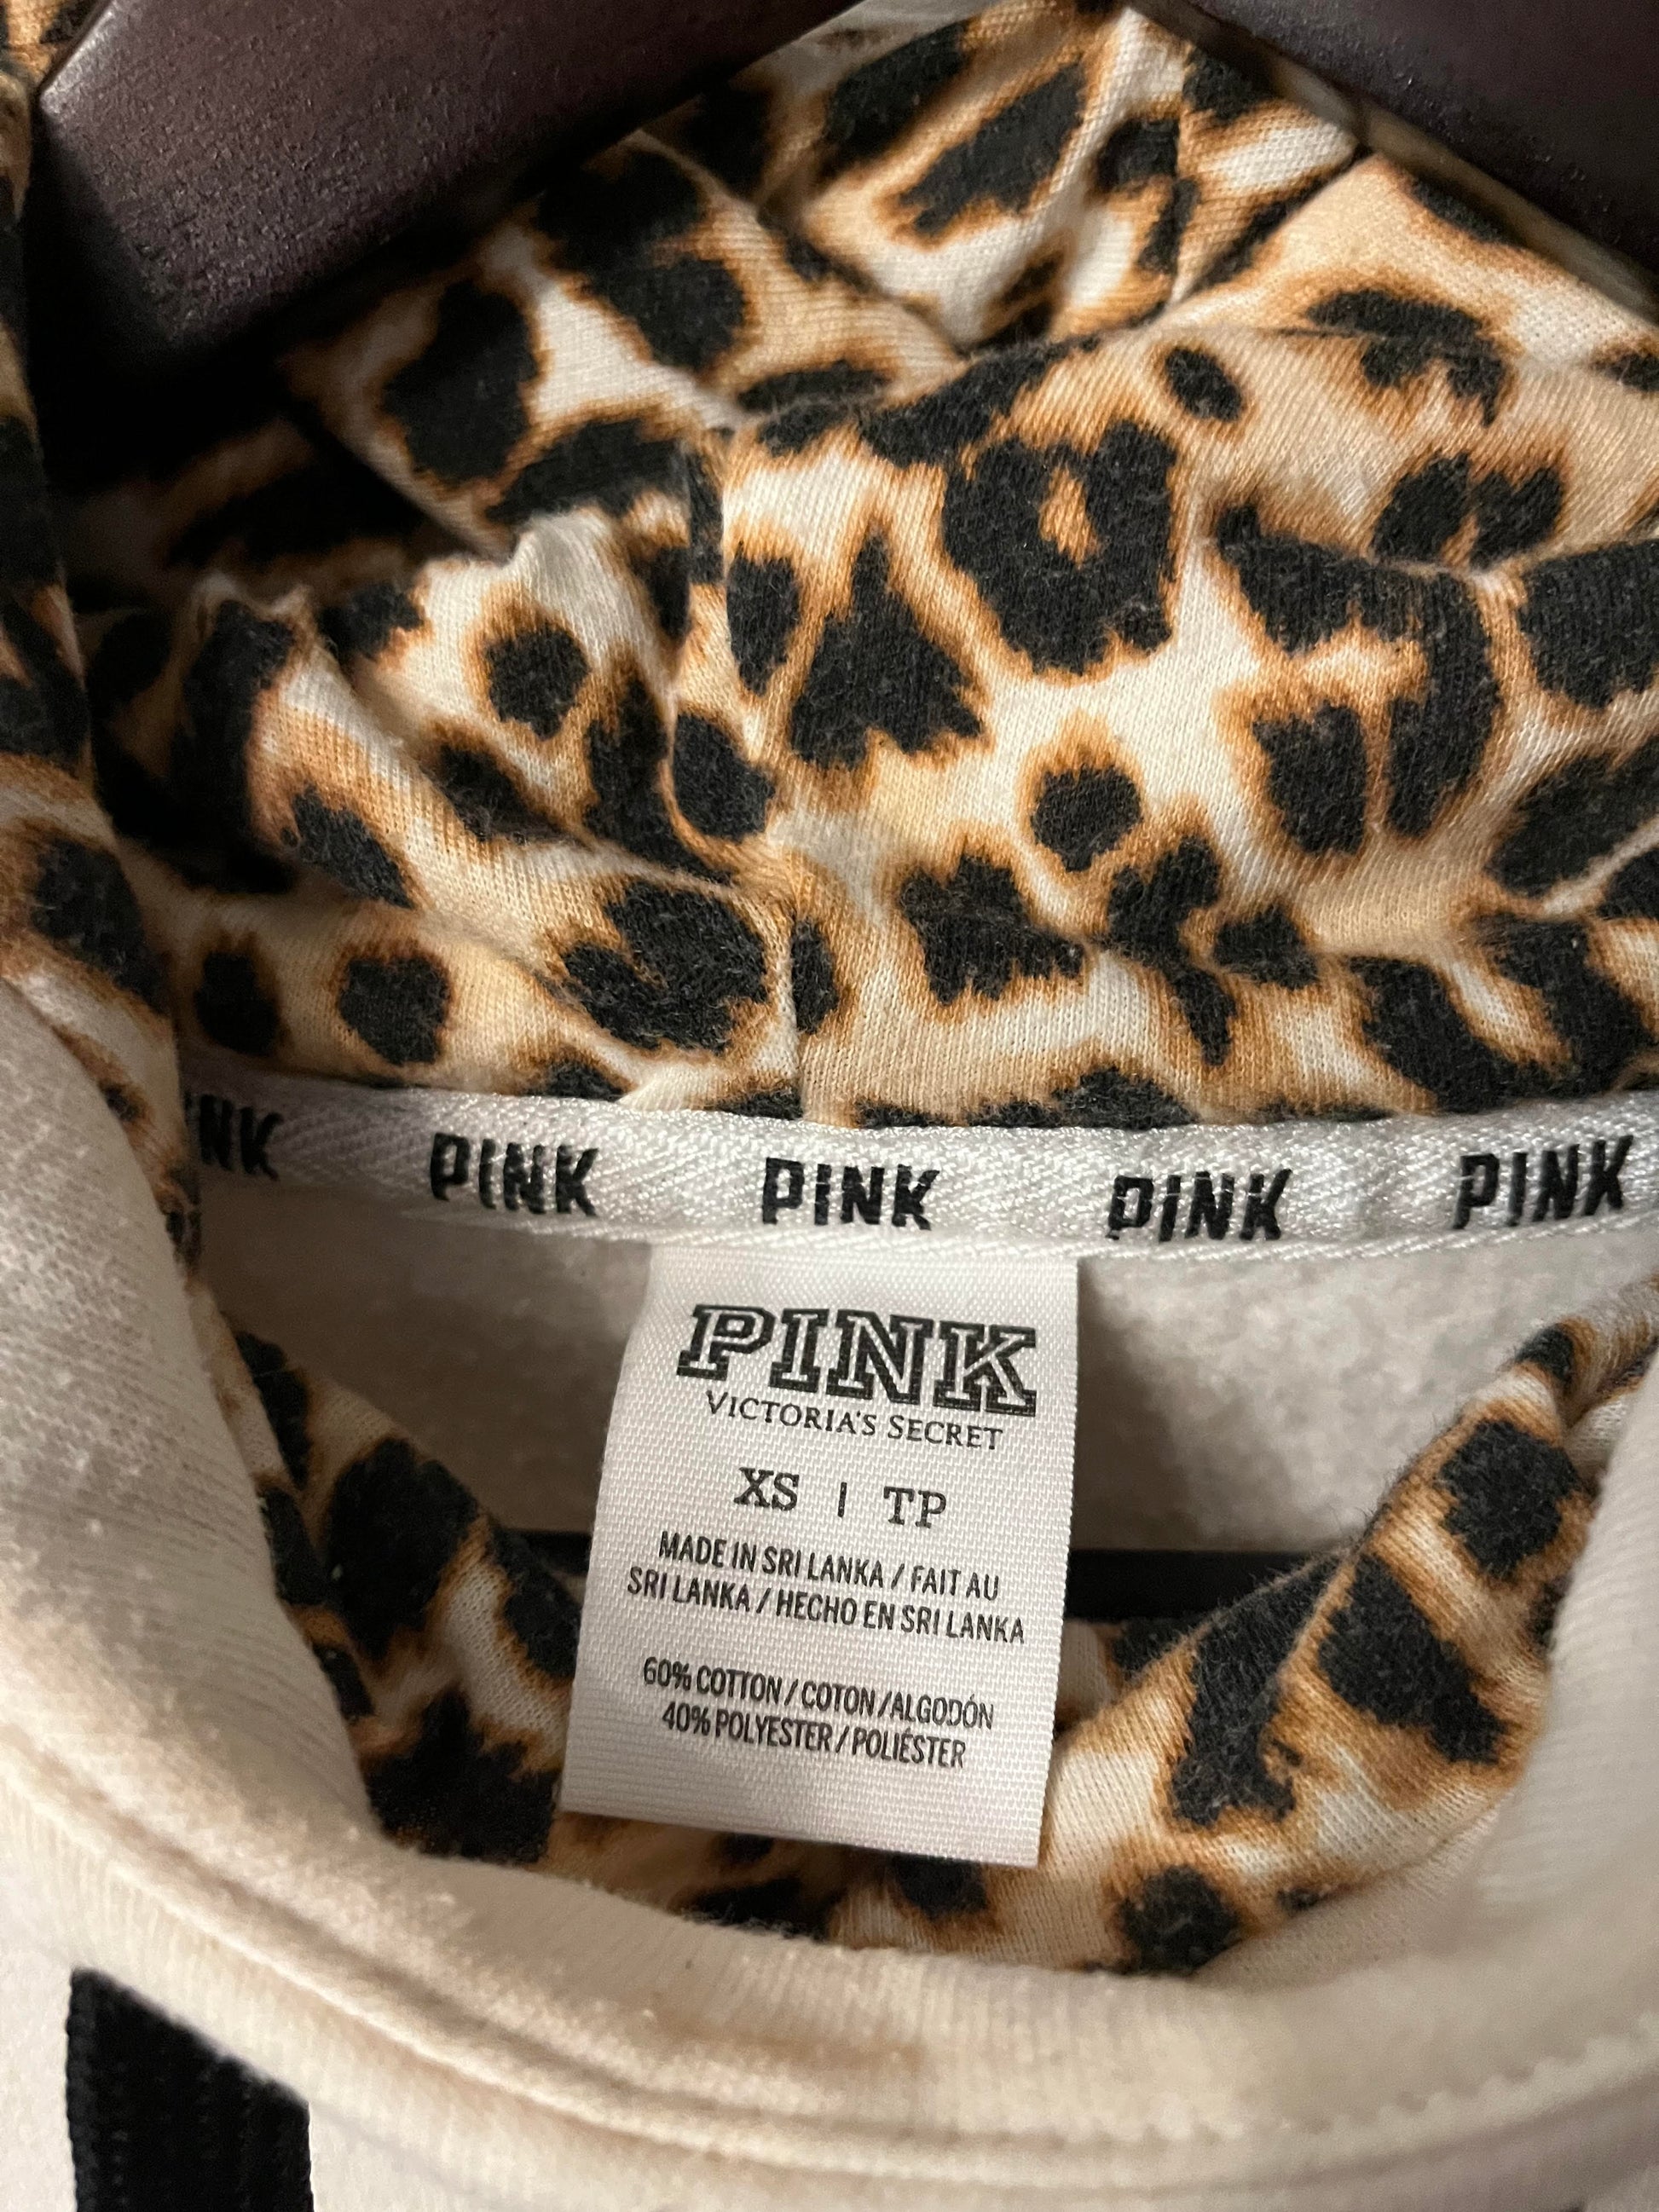 PINK PINK PINK PINK
PINK
VICTORIA'S SECRET
XS | TP
MADE IN SRI LANKA / FAIT AU
SRI LANKA / HECHO EN SRI LANKA
60% COTTON / COTON / ALGODÓN
40% POLYESTER / POLIÉSTER